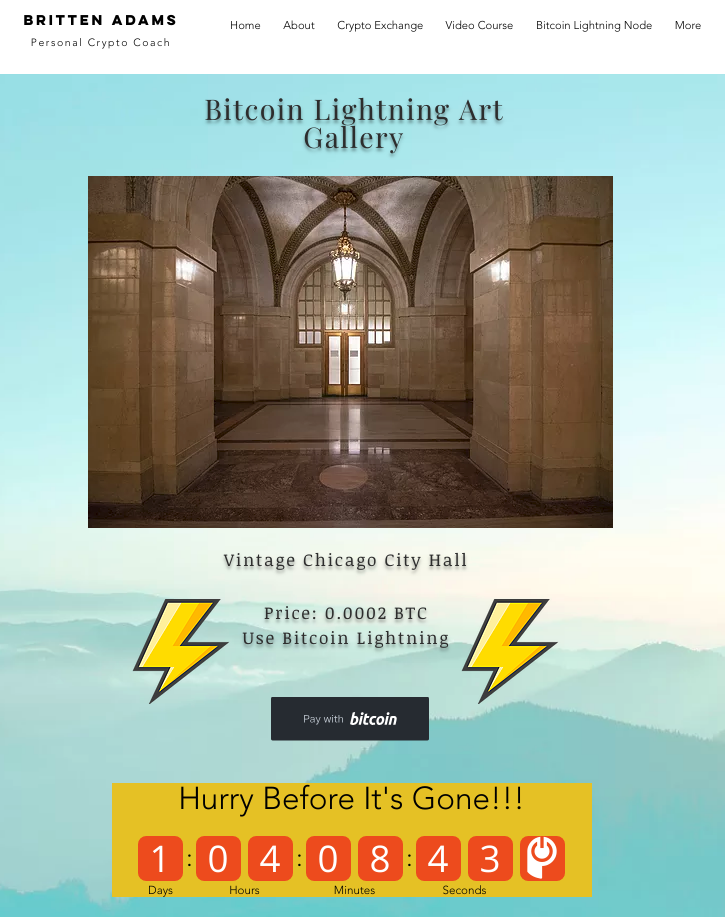 BRITTEN ADAMS
Personal Crypto Coach
Home About Crypto Exchange Video Course Bitcoin Lightning Node More
Bitcoin Lightning Art
Gallery
Vintage Chicago City Hall
Price: 0.0002 BTC
Use Bitcoin Lightning
Pay with bitcoin
Hurry Before It's Gone!!!
1 : 0 4 : 0 8 : 4 3
Days Hours Minutes Seconds